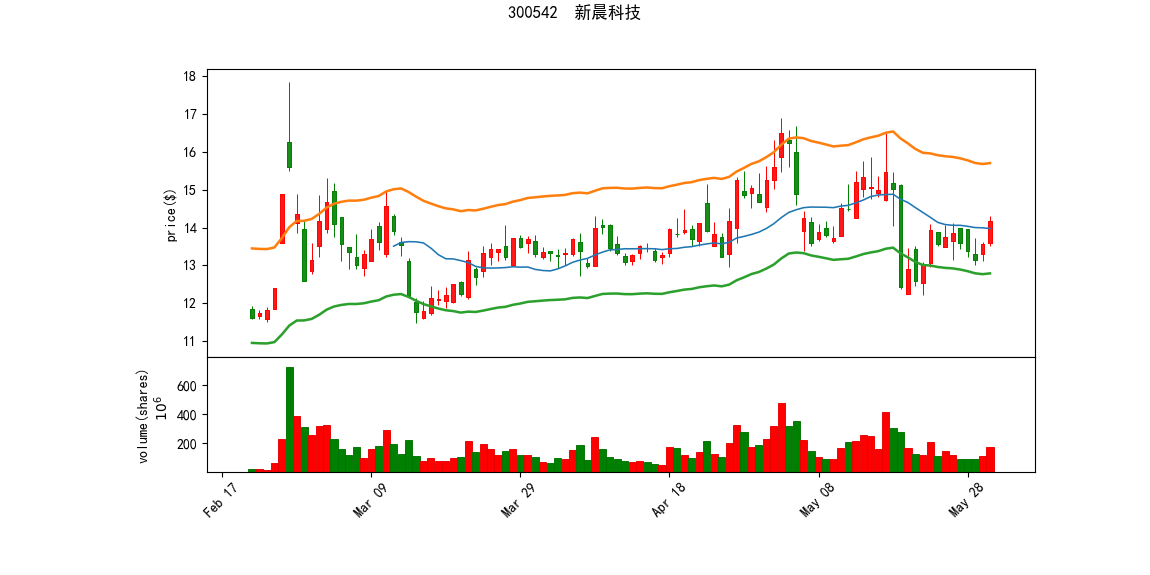 300542  新晨科技
price($)
18
17
16
15
14
13
12
11
volume(shares)
10^6
600
400
200
Feb 17
Mar 09
Mar 29
Apr 18
May 08
May 28